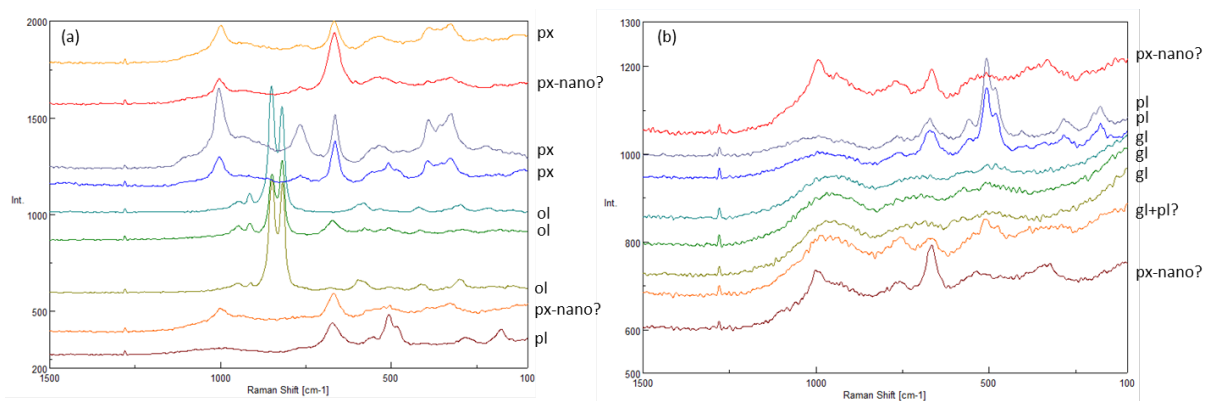 (a)
2000
1500
Int.
1000
500
200
1500
1000
500
100
Raman Shift [cm-1]
px
px-nano?
px
px
ol
ol
ol
px-nano?
pl
(b)
1300
1200
1000
Int.
800
600
500
1500
1000
500
100
Raman Shift [cm-1]
px-nano?
pl
pl
gl
gl
gl
gl+pl?
px-nano?